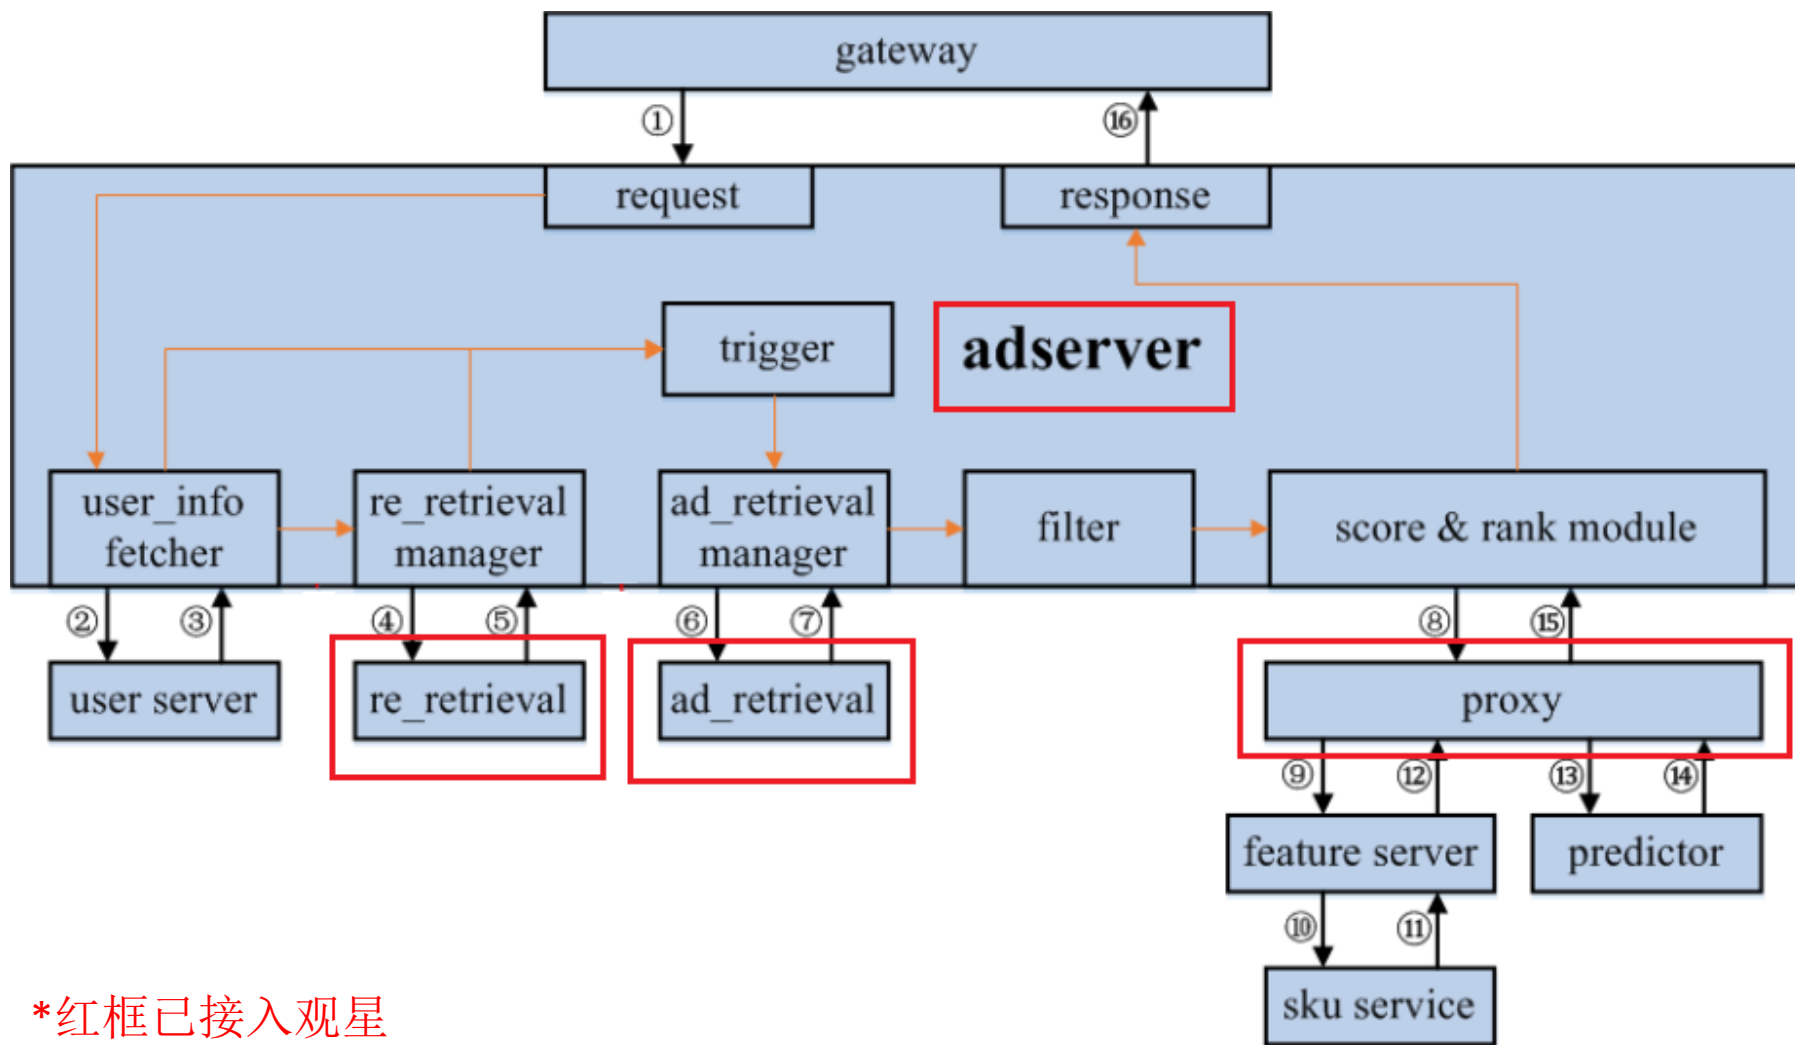 gateway
①
⑯
request
response
trigger
adserver
user_info
fetcher
re_retrieval
manager
ad_retrieval
manager
filter
score & rank module
②
③
④
⑤
⑥
⑦
⑧
⑮
user server
re_retrieval
ad_retrieval
proxy
⑨
⑫
⑬
⑭
feature server
predictor
⑩
⑪
sku service
*红框已接入观星